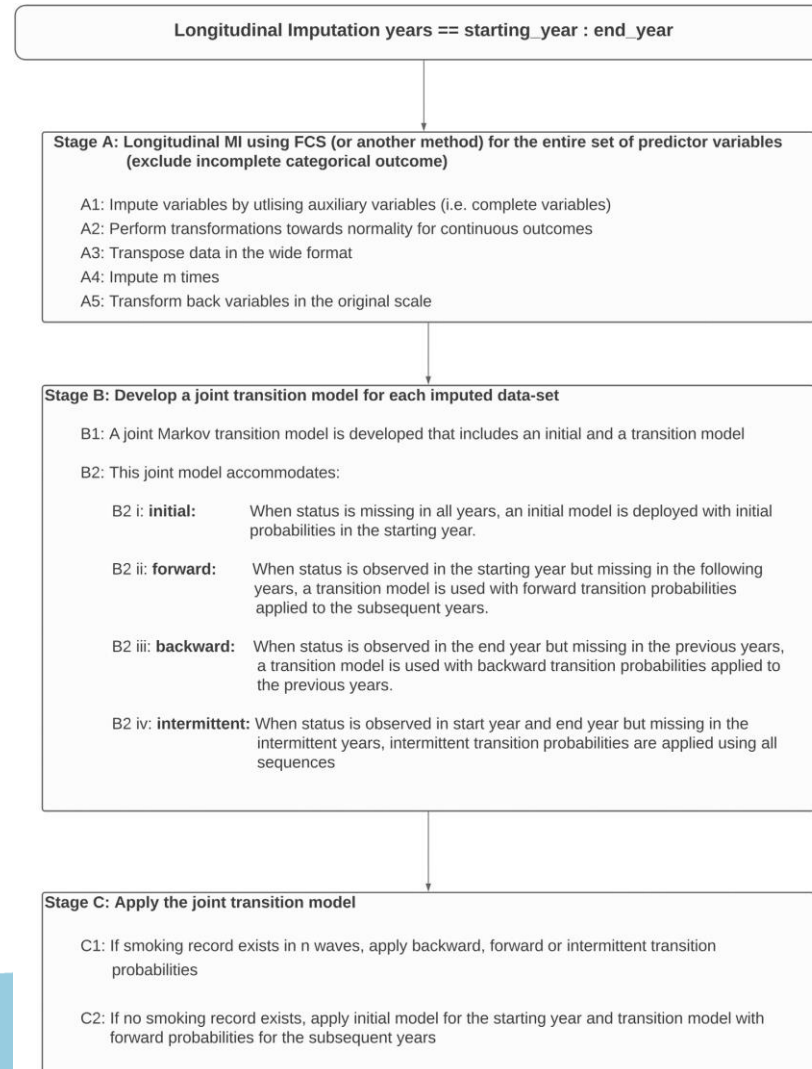 Longitudinal Imputation years == starting_year : end_year
Stage A: Longitudinal MI using FCS (or another method) for the entire set of predictor variables
(exclude incomplete categorical outcome)
A1: Impute variables by utlising auxiliary variables (i.e. complete variables)
A2: Perform transformations towards normality for continuous outcomes
A3: Transpose data in the wide format
A4: Impute m times
A5: Transform back variables in the original scale
Stage B: Develop a joint transition model for each imputed data-set
B1: A joint Markov transition model is developed that includes an initial and a transition model
B2: This joint model accommodates:
B2 i: initial: When status is missing in all years, an initial model is deployed with initial
probabilities in the starting year.
B2 ii: forward: When status is observed in the starting year but missing in the following
years, a transition model is used with forward transition probabilities
applied to the subsequent years.
B2 iii: backward: When status is observed in the end year but missing in the previous years,
a transition model is used with backward transition probabilities applied to
the previous years.
B2 iv: intermittent: When status is observed in start year and end year but missing in the
intermittent years, intermittent transition probabilities are applied using all
sequences
Stage C: Apply the joint transition model
C1: If smoking record exists in n waves, apply backward, forward or intermittent transition
probabilities
C2: If no smoking record exists, apply initial model for the starting year and transition model with
forward probabilities for the subsequent years